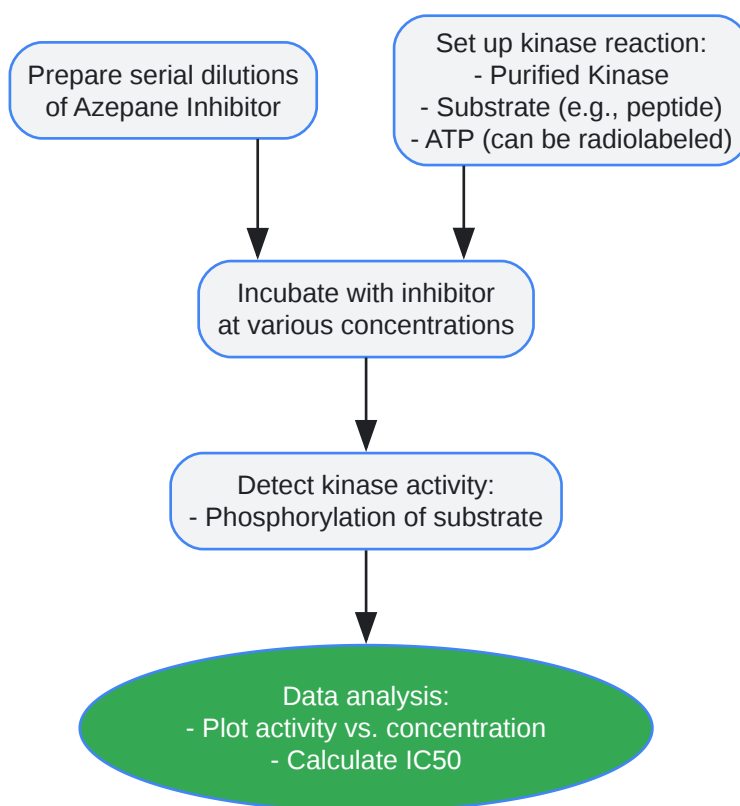 Prepare serial dilutions
of Azepane Inhibitor
Set up kinase reaction:
- Purified Kinase
- Substrate (e.g., peptide)
- ATP (can be radiolabeled)
Incubate with inhibitor
at various concentrations
Detect kinase activity:
- Phosphorylation of substrate
Data analysis:
- Plot activity vs. concentration
- Calculate IC50